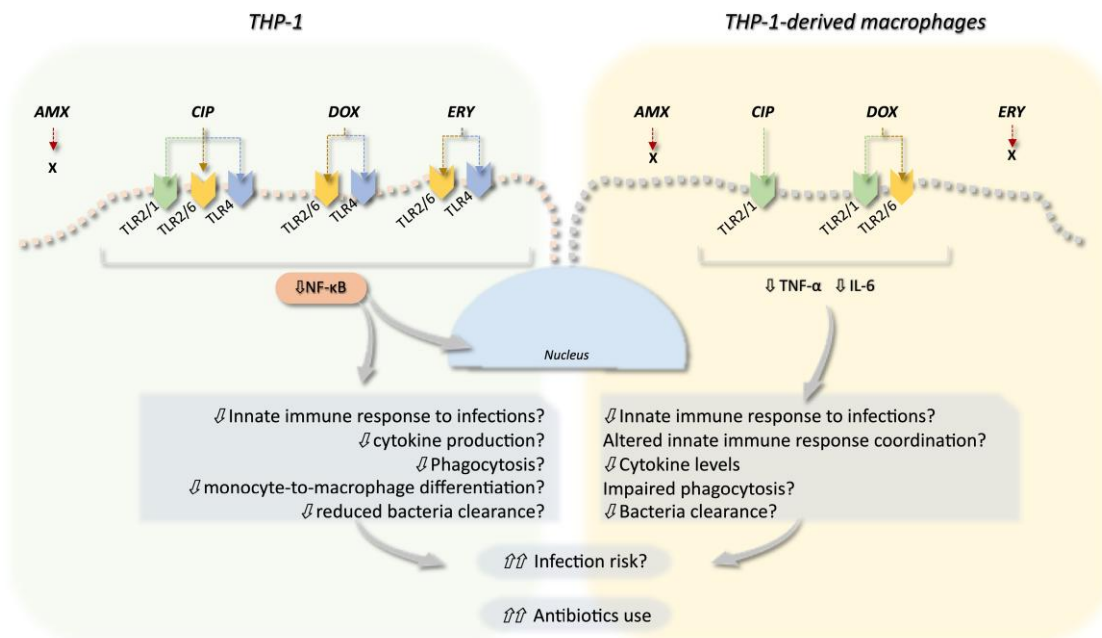 THP-1
THP-1-derived macrophages
AMX
CIP
DOX
ERY
AMX
CIP
DOX
ERY
X
X
X
TLR2/1
TLR2/6
TLR4
TLR2/6
TLR4
TLR2/6
TLR4
TLR2/1
TLR2/1
TLR2/6
⇩NF-κB
⇩ TNF-α ⇩ IL-6
Nucleus
⇩ Innate immune response to infections?
⇩ cytokine production?
⇩ Phagocytosis?
⇩ monocyte-to-macrophage differentiation?
⇩ reduced bacteria clearance?
⇩ Innate immune response to infections?
Altered innate immune response coordination?
⇩ Cytokine levels
Impaired phagocytosis?
⇩ Bacteria clearance?
⇧⇧ Infection risk?
⇧⇧ Antibiotics use